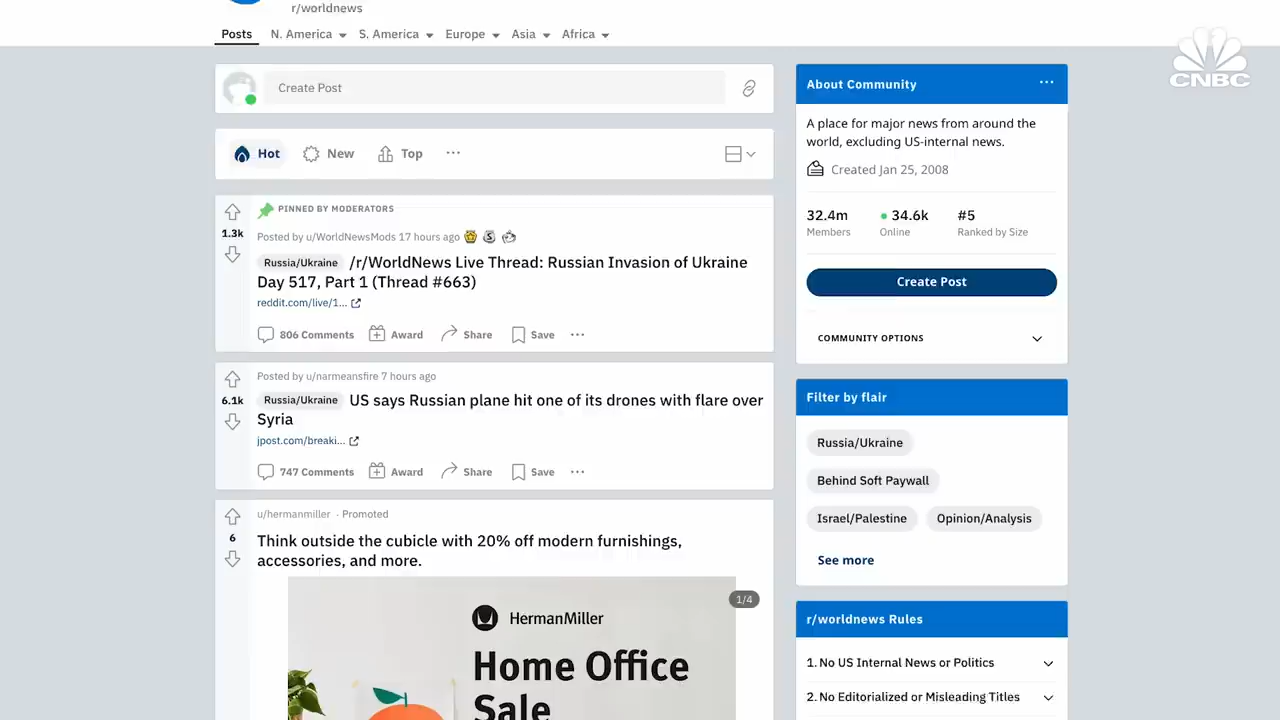 r/worldnews
Posts N. America S. America Europe Asia Africa
CNBC
Create Post
Hot New Top ...
PINNED BY MODERATORS
1.3k
Posted by u/WorldNewsMods 17 hours ago
Russia/Ukraine /r/WorldNews Live Thread: Russian Invasion of Ukraine
Day 517, Part 1 (Thread #663)
reddit.com/live/1...
806 Comments Award Share Save ...
Posted by u/narmeansfire 7 hours ago
6.1k
Russia/Ukraine US says Russian plane hit one of its drones with flare over
Syria
jpost.com/breaki...
747 Comments Award Share Save ...
u/hermanmiller · Promoted
6
Think outside the cubicle with 20% off modern furnishings,
accessories, and more.
1/4
HermanMiller
Home Office
Sale
About Community ...
A place for major news from around the
world, excluding US-internal news.
Created Jan 25, 2008
32.4m 34.6k #5
Members Online Ranked by Size
Create Post
COMMUNITY OPTIONS
Filter by flair
Russia/Ukraine
Behind Soft Paywall
Israel/Palestine Opinion/Analysis
See more
r/worldnews Rules
1. No US Internal News or Politics
2. No Editorialized or Misleading Titles